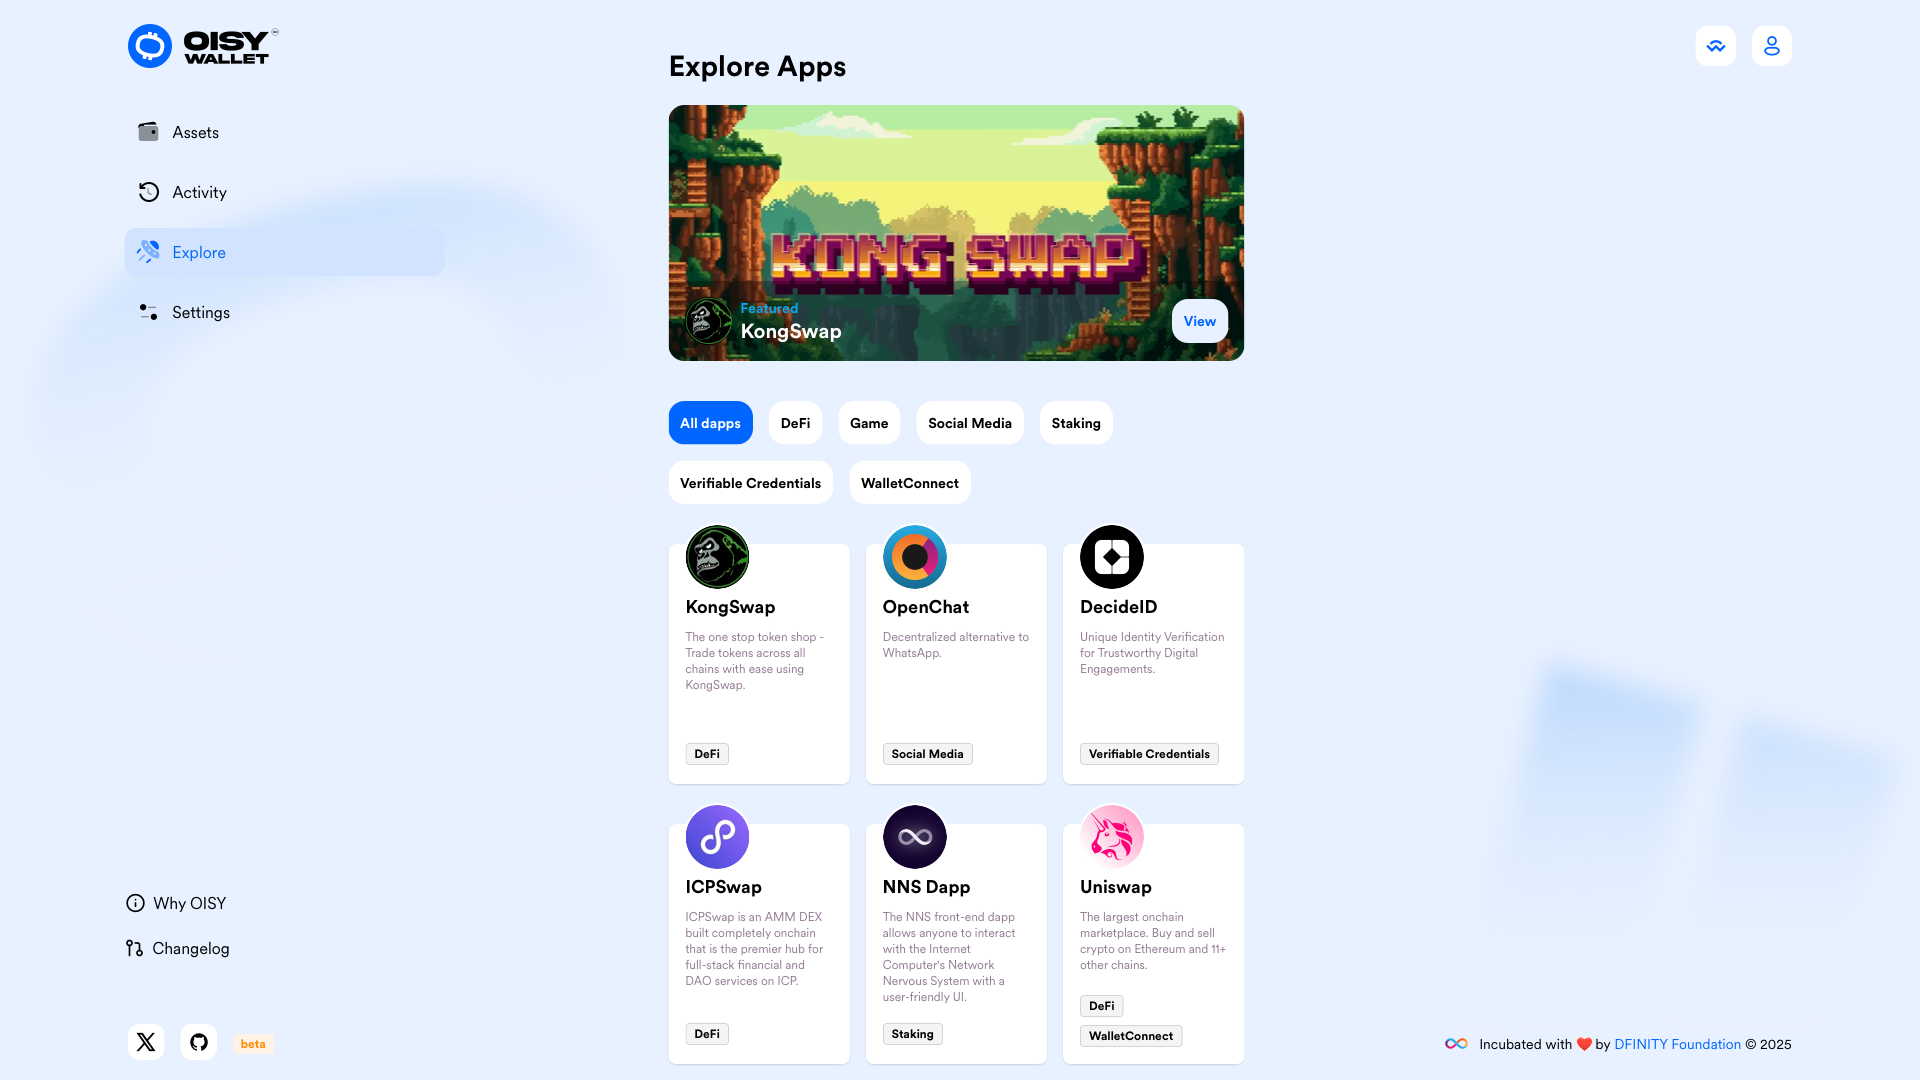 OISY
WALLET
Assets
Activity
Explore
Settings
Why OISY
Changelog
beta
Explore Apps
KONG SWAP
Featured
KongSwap
View
All dapps
DeFi
Game
Social Media
Staking
Verifiable Credentials
WalletConnect
KongSwap
The one stop token shop -
Trade tokens across all
chains with ease using
KongSwap.
DeFi
OpenChat
Decentralized alternative to
WhatsApp.
Social Media
DecideID
Unique Identity Verification
for Trustworthy Digital
Engagements.
Verifiable Credentials
ICPSwap
ICPSwap is an AMM DEX
built completely onchain
that is the premier hub for
full-stack financial and
DAO services on ICP.
DeFi
NNS Dapp
The NNS front-end dapp
allows anyone to interact
with the Internet
Computer's Network
Nervous System with a
user-friendly UI.
Staking
Uniswap
The largest onchain
marketplace. Buy and sell
crypto on Ethereum and 11+
other chains.
DeFi
WalletConnect
Incubated with ❤️ by DFINITY Foundation © 2025